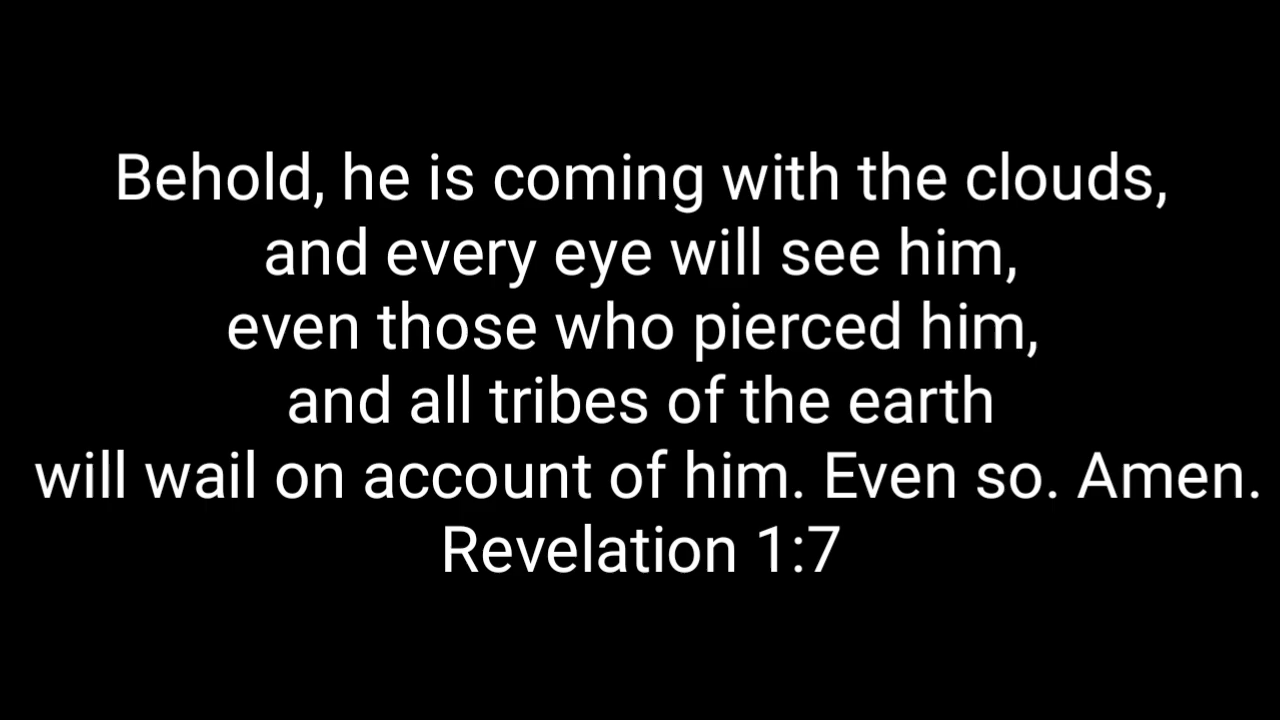 Behold, he is coming with the clouds,
and every eye will see him,
even those who pierced him,
and all tribes of the earth
will wail on account of him. Even so. Amen.
Revelation 1:7